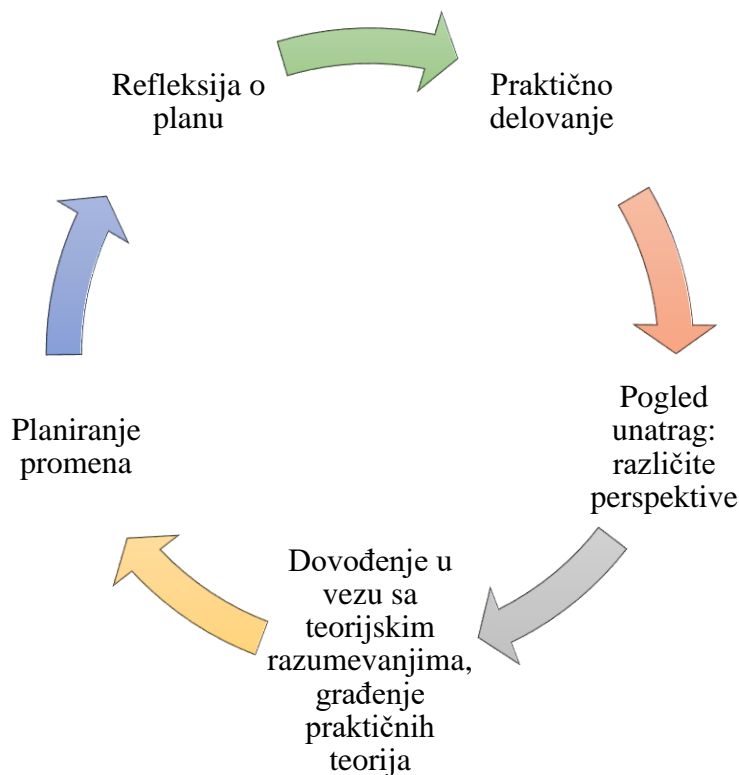 Refleksija o
planu
Praktično
delovanje
Pogled
unatrag:
različite
perspektive
Dovođenje u
vezu sa
teorijskim
razumevanjima,
građenje
praktičnih
teorija
Planiranje
promena